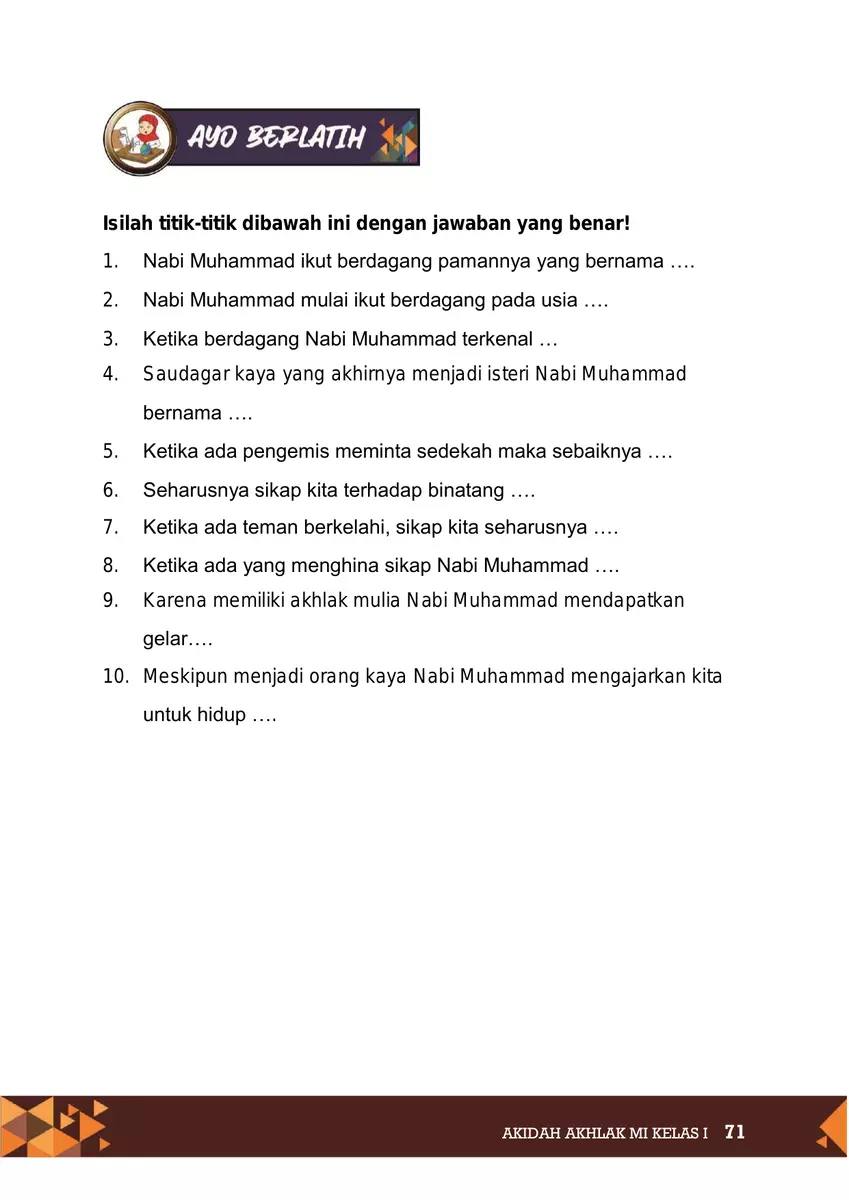 AYO BERLATIH
Isilah titik-titik dibawah ini dengan jawaban yang benar!
1. Nabi Muhammad ikut berdagang pamannya yang bernama ….
2. Nabi Muhammad mulai ikut berdagang pada usia ….
3. Ketika berdagang Nabi Muhammad terkenal …
4. Saudagar kaya yang akhirnya menjadi isteri Nabi Muhammad
bernama ….
5. Ketika ada pengemis meminta sedekah maka sebaiknya ….
6. Seharusnya sikap kita terhadap binatang ….
7. Ketika ada teman berkelahi, sikap kita seharusnya ….
8. Ketika ada yang menghina sikap Nabi Muhammad ….
9. Karena memiliki akhlak mulia Nabi Muhammad mendapatkan
gelar….
10. Meskipun menjadi orang kaya Nabi Muhammad mengajarkan kita
untuk hidup ….
AKIDAH AKHLAK MI KELAS I 71